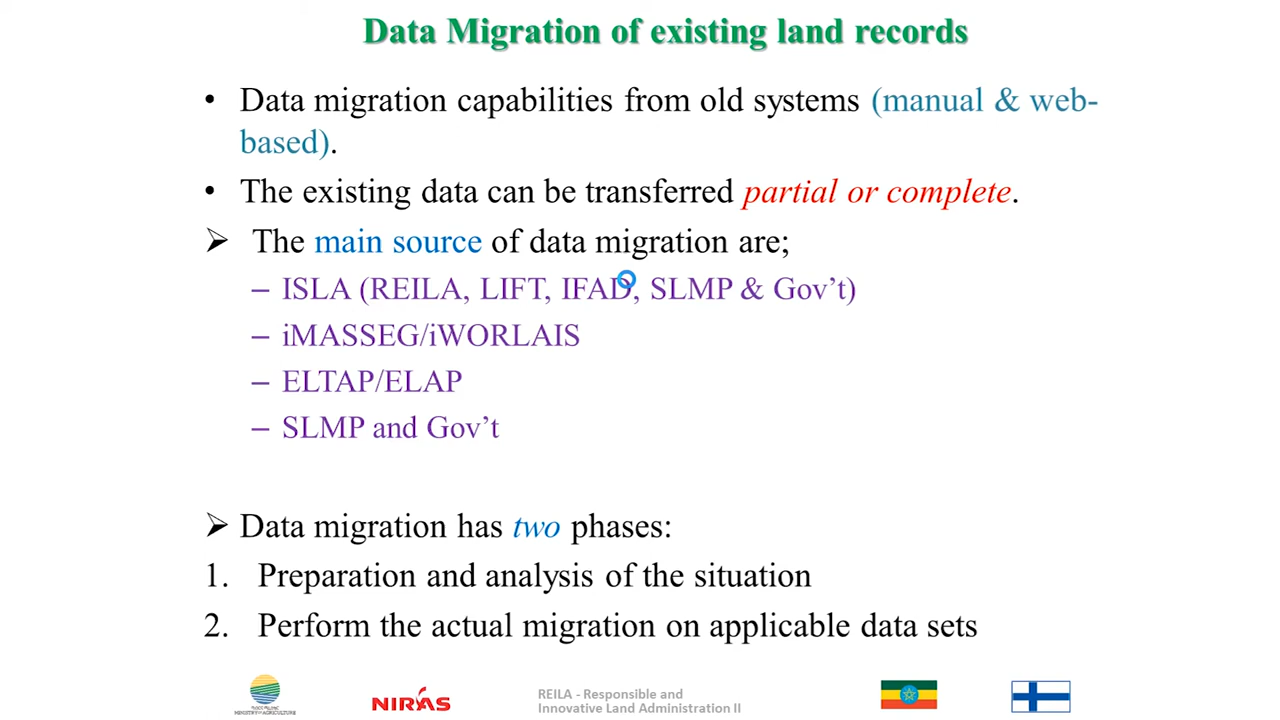 Data Migration of existing land records
• Data migration capabilities from old systems (manual & web-
based).
• The existing data can be transferred partial or complete.
➢ The main source of data migration are;
– ISLA (REILA, LIFT, IFAD, SLMP & Gov't)
– iMASSEG/iWORLAIS
– ELTAP/ELAP
– SLMP and Gov't
➢ Data migration has two phases:
1. Preparation and analysis of the situation
2. Perform the actual migration on applicable data sets
MINISTRY OF AGRICULTURE
NIRAS
REILA - Responsible and
Innovative Land Administration II